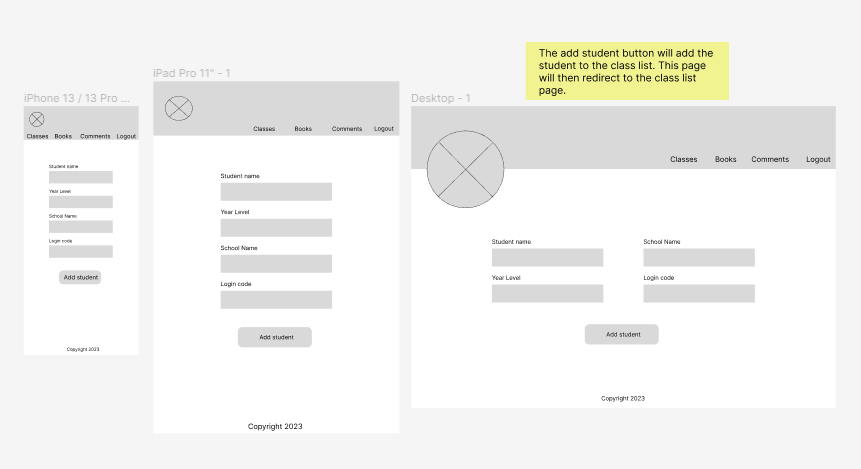 The add student button will add the
student to the class list. This page
will then redirect to the class list
page.
iPhone 13 / 13 Pro ...
Classes Books Comments Logout
Student name
Year Level
School Name
Login code
Add student
Copyright 2023
iPad Pro 11" - 1
Classes Books Comments Logout
Student name
Year Level
School Name
Login code
Add student
Copyright 2023
Desktop - 1
Classes Books Comments Logout
Student name School Name
Year Level Login code
Add student
Copyright 2023